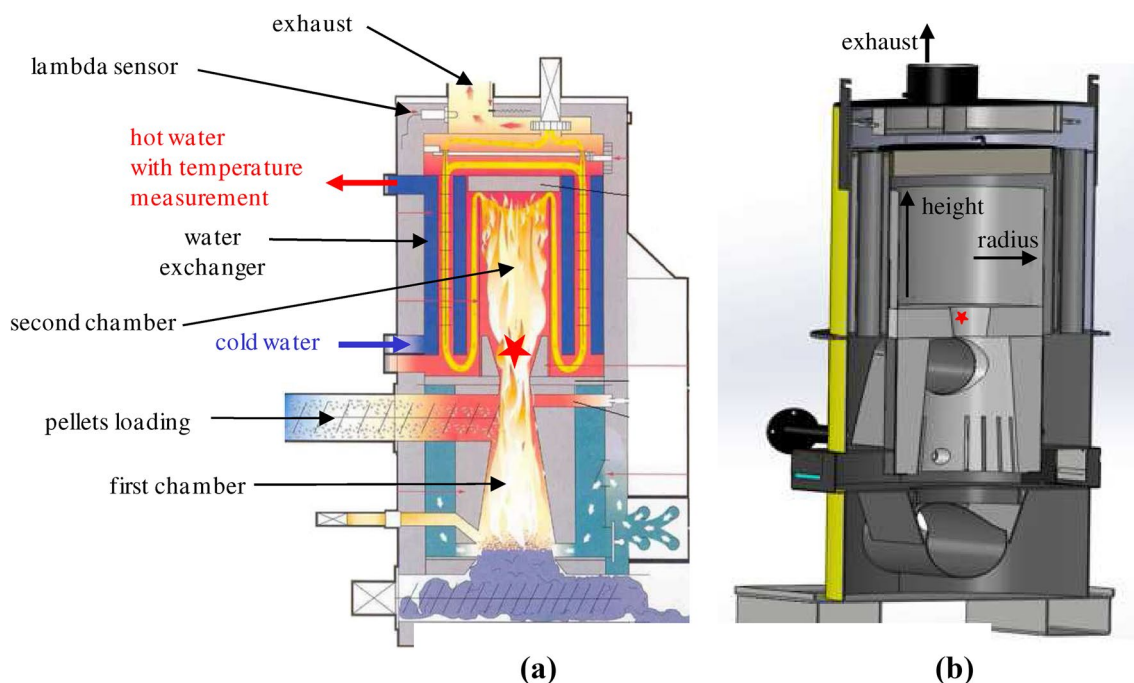 exhaust
lambda sensor
hot water
with temperature
measurement
water
exchanger
second chamber
cold water
pellets loading
first chamber
(a)
exhaust
height
radius
(b)